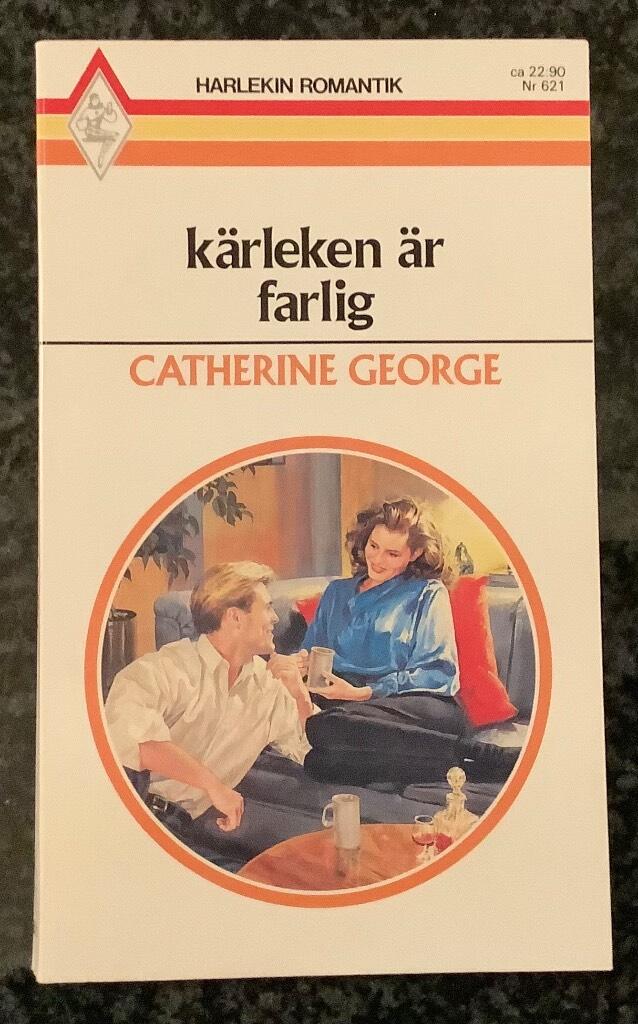 HARLEKIN ROMANTIK
ca 22:90
Nr 621
kärleken är
farlig
CATHERINE GEORGE